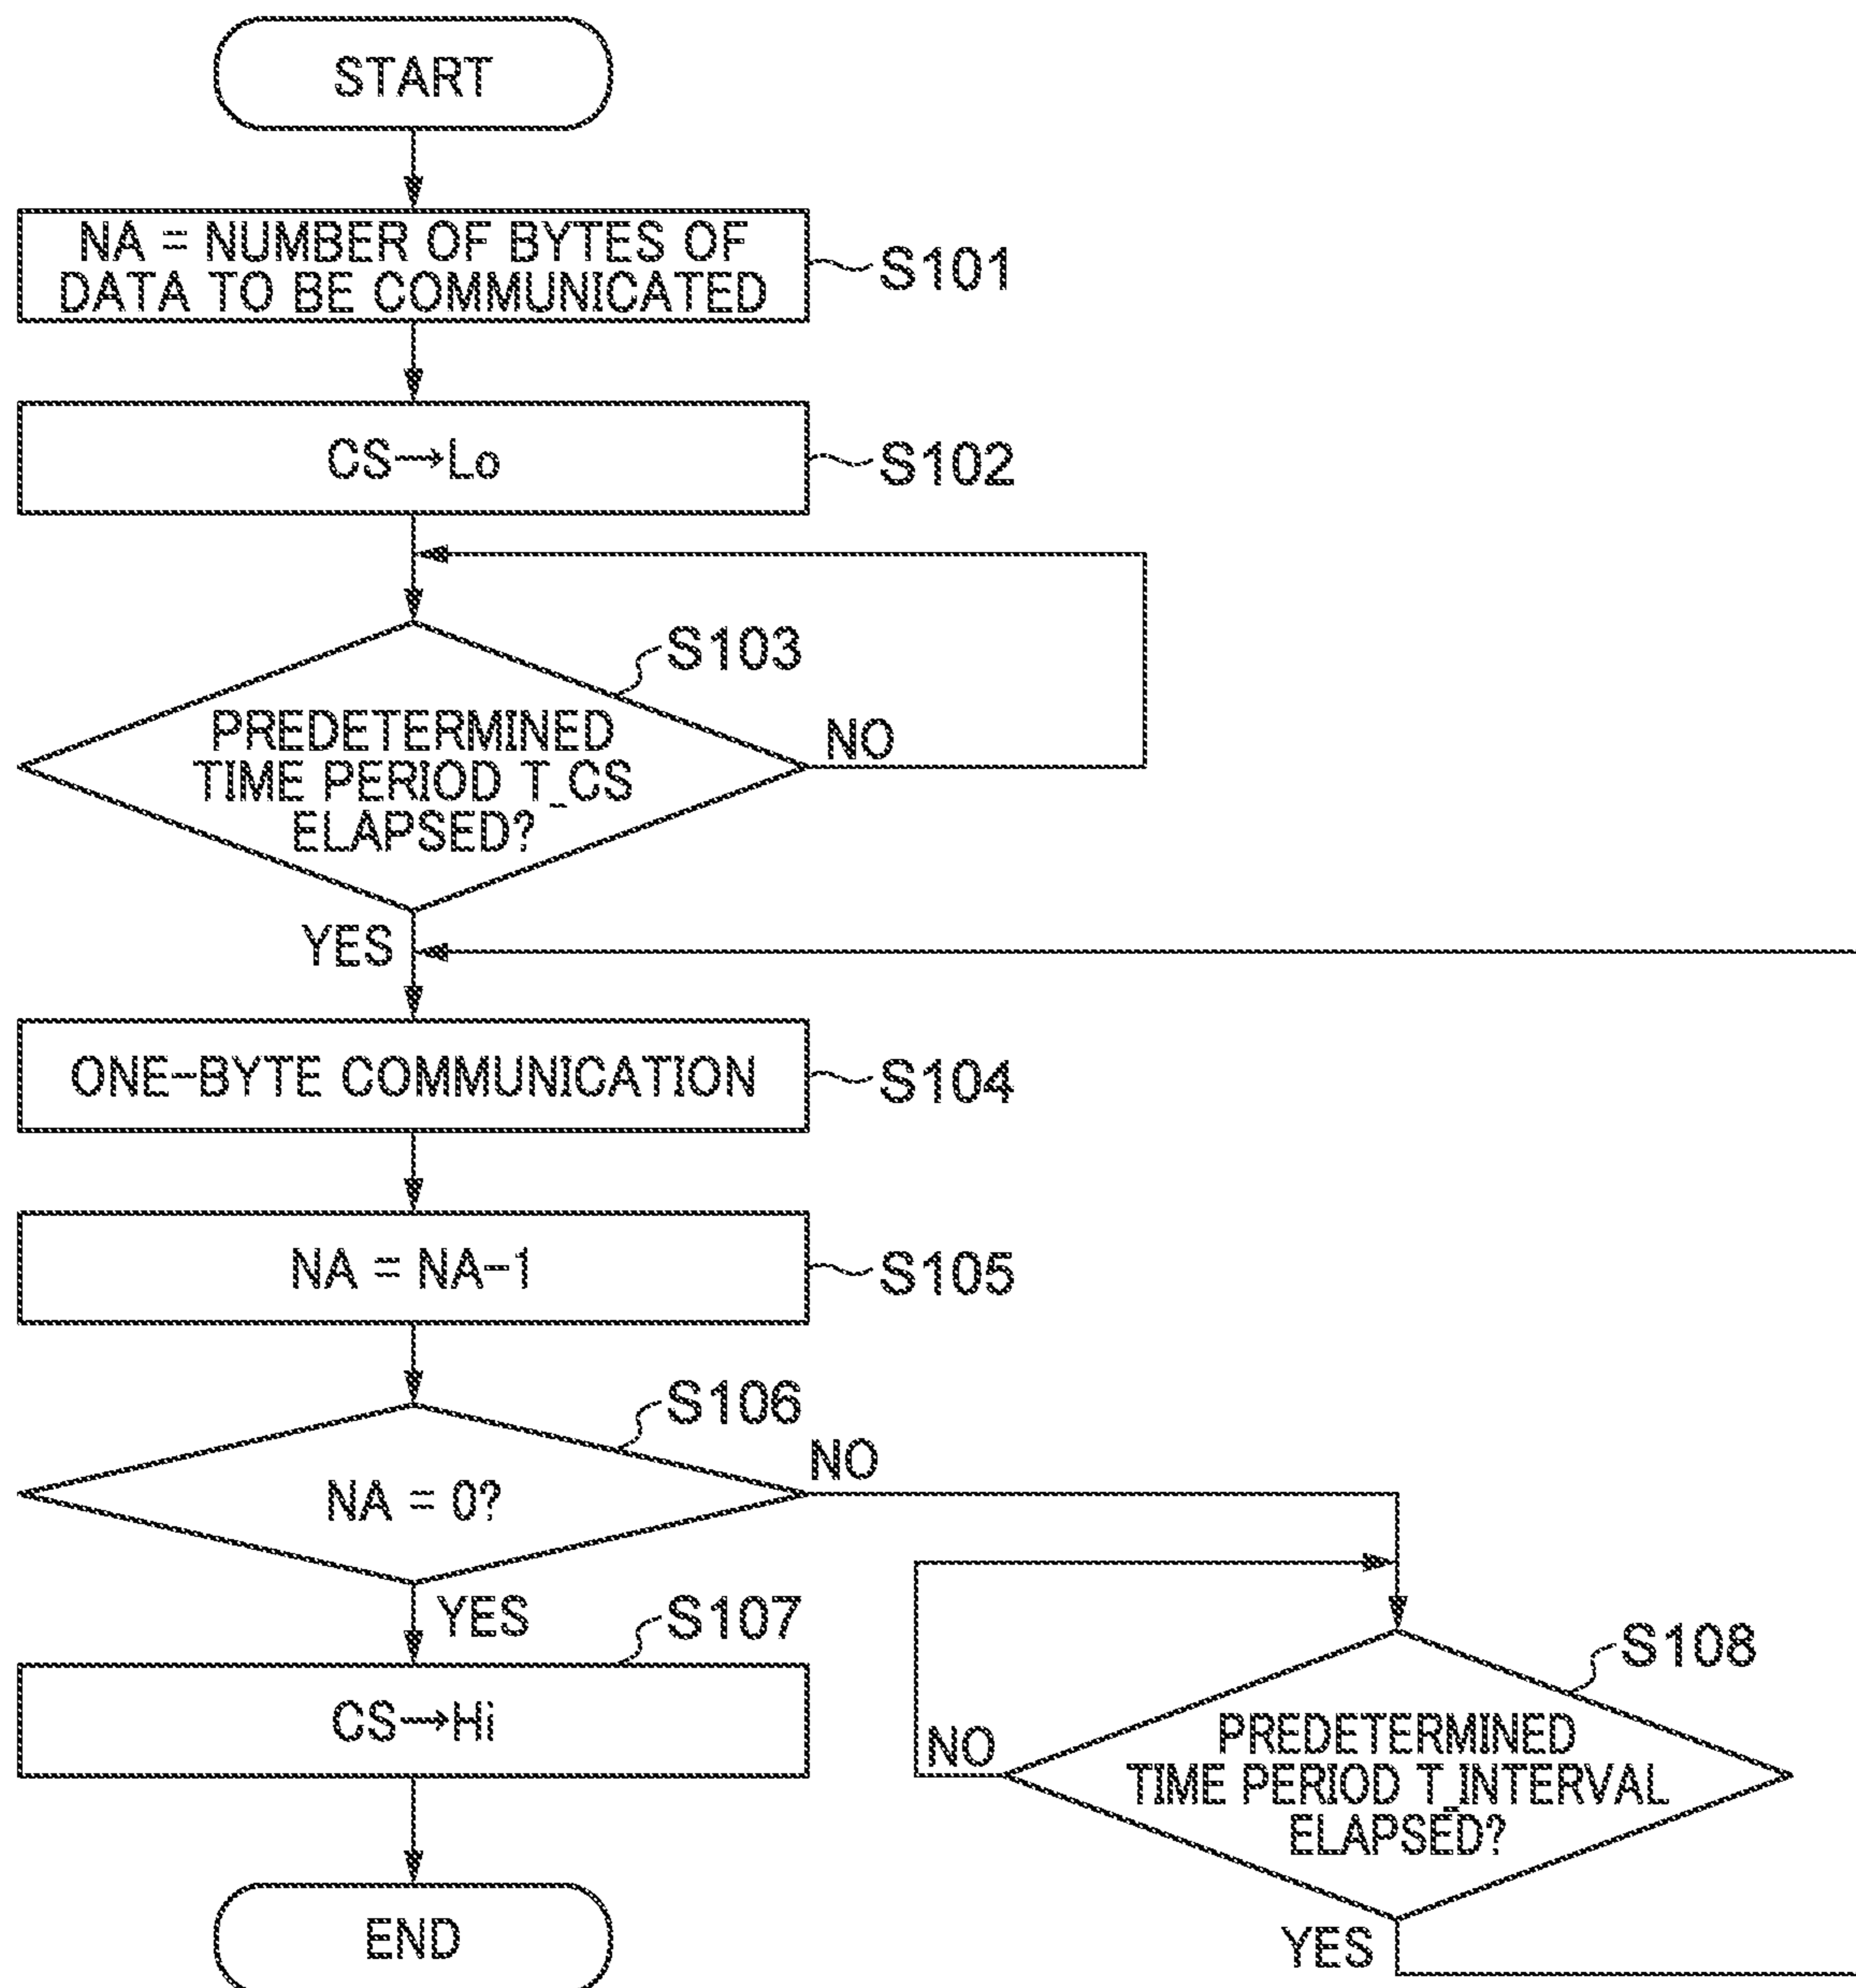 START
NA = NUMBER OF BYTES OF
DATA TO BE COMMUNICATED
S101
CS→Lo
S102
S103
PREDETERMINED
TIME PERIOD T_CS
ELAPSED?
NO
YES
ONE-BYTE COMMUNICATION
S104
NA = NA-1
S105
S106
NA = 0?
NO
YES
S107
CS→Hi
S108
PREDETERMINED
TIME PERIOD T_INTERVAL
ELAPSED?
NO
YES
END